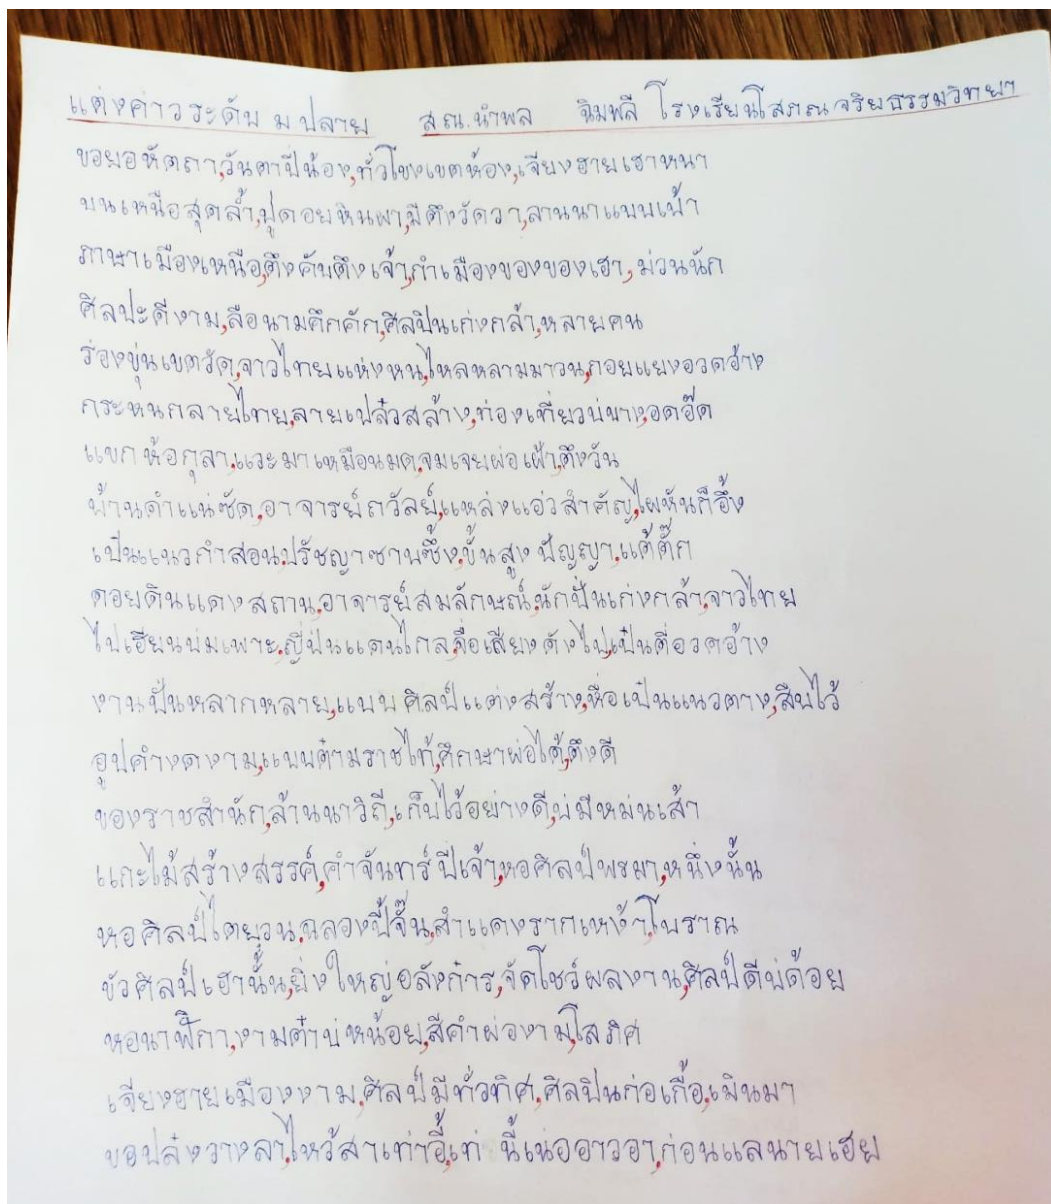 แต่งค่าวระดับ ม.ปลาย สณ.นำพล ฉิมพลี โรงเรียนโสภณจริยธรรมวิทยา
ขอยอหัตถา,วันตาปี่น้อง,ทั่วโขงเขตห้อง,เจียงฮายเฮาหนา
บนเหนือสุดล้ำ,ปูดอยหินผา,มีตึงวัดวา,ลานนาแบบเบ้า
ภาษาเมืองเหนือ,ตึงคับตึงเจ้า,กำเมืองของของเฮา,ม่วนนัก
ศิลปะดีงาม,ลือนามคึกคัก,ศิลปินเก่งกล้า,หลายคน
ร่องขุ่นเขตวัด,จาวไทยแห่งหน,ไหลหลามมาวน,กอยแยงอวดอ้าง
กระหนกลายไทย,ลายเปล๋วสล้าง,ท่องเที่ยวบ่บาง,อดอ๊ด
แขกห้อกุลา,แวะมาเหมือนมด,จมเจยผ่อเฝ้า,ตึงวัน
บ้านดำแน่ซัด,อาจารย์ถวัลย์,แหล่งแอ่วสำคัญ,ไผหันก็อึ้ง
เป๋นแนวกำสอน,ปรัชญาซาบซึ้ง,ขั้นสูงปัญญา,แต้ตั๊ก
ดอยดินแดงสถาน,อาจารย์สมลักษณ์,นักปั้นเก่งกล้า,จาวไทย
ไปเฮียนบ่มเพาะ,ญี่ปุ่นแดนไกล,จื่อเสียงดังไป,เป๋นตี่อวดอ้าง
งานปั้นหลากหลาย,แบบศิลป์แต่งสร้าง,หื่อเป๋นแนวตาง,สืบไว้
อูปคำงดงาม,แบบต๋ามราชไท้,ศึกษาผ่อได้,ตึงดี
ของราชสำนัก,ล้านนาวิถี,เก็บไว้อย่างดี,บ่มีหม่นเส้า
แกะไม้สร้างสรรค์,คำจันทร์ปี่เจ้า,หอศิลป์พรมา,หนึ่งนั้น
หอศิลป์ไตยวน,ฉลองปี้จั๊น,สำแดงรากเหง้า,โบราณ
ขัวศิลป์เฮานั้น,ยิ่งใหญ่อลังก๋าร,จัดโชว์ผลงาน,ศิลป์ดีบ่ด้อย
หอนาฬิกา,งามต๋าบ่หน้อย,สีคำผ่องาม,โสภิศ
เจียงฮายเมืองงาม,ศิลป์มีทั่วทิศ,ศิลปินก่อเกื้อ,เมินมา
ขอปล๋งวางลา,ไหว้สาเท่าอี้,เท่านี้เน่ออาวอา,ก่อนแลนายเฮย